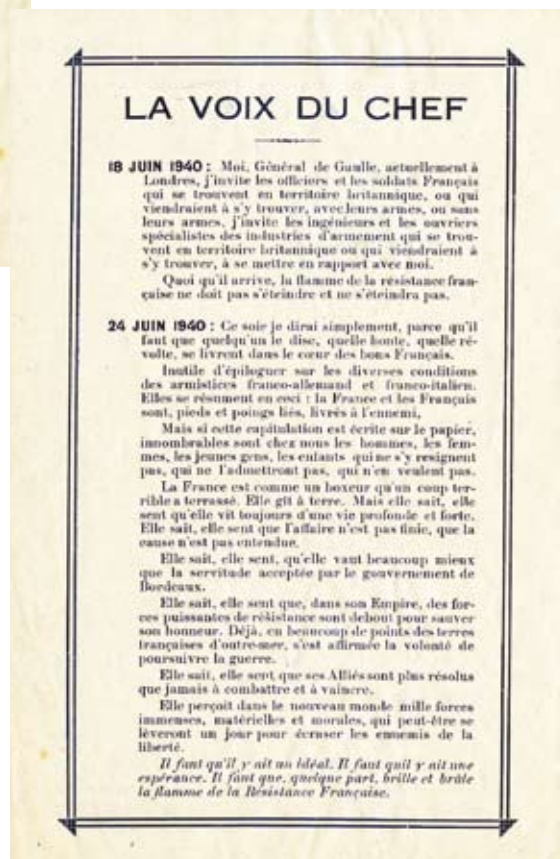 LA VOIX DU CHEF
18 JUIN 1940 : Moi, Général de Gaulle, actuellement à
Londres, j'invite les officiers et les soldats Français
qui se trouvent en territoire britannique, ou qui
viendraient à s'y trouver, avec leurs armes, ou sans
leurs armes, j'invite les ingénieurs et les ouvriers
spécialistes des industries d'armement qui se trou-
vent en territoire britannique ou qui viendraient à
s'y trouver, à se mettre en rapport avec moi.
Quoi qu'il arrive, la flamme de la résistance fran-
çaise ne doit pas s'éteindre et ne s'éteindra pas.
24 JUIN 1940 : Ce soir je dirai simplement, parce qu'il
faut que quelqu'un le dise, quelle honte, quelle ré-
volte, se livrent dans le cœur des bons Français.
Inutile d'épiloguer sur les diverses conditions
des armistices franco-allemand et franco-italien.
Elles se résument en ceci : la France et les Français
sont, pieds et poings liés, livrés à l'ennemi,
Mais si cette capitulation est écrite sur le papier,
innombrables sont chez nous les hommes, les fem-
mes, les jeunes gens, les enfants qui ne s'y resignent
pas, qui ne l'admettront pas, qui n'en veulent pas.
La France est comme un boxeur qu'un coup ter-
rible a terrassé. Elle gît à terre. Mais elle sait, elle
sent qu'elle vit toujours d'une vie profonde et forte.
Elle sait, elle sent que l'affaire n'est pas finie, que la
cause n'est pas entendue.
Elle sait, elle sent, qu'elle vaut beaucoup mieux
que la servitude acceptée par le gouvernement de
Bordeaux.
Elle sait, elle sent que, dans son Empire, des for-
ces puissantes de résistance sont debout pour sauver
son honneur. Déjà, en beaucoup de points des terres
françaises d'outre-mer, s'est affirmée la volonté de
poursuivre la guerre.
Elle sait, elle sent que ses Alliés sont plus résolus
que jamais à combattre et à vaincre.
Elle perçoit dans le nouveau monde mille forces
immenses, matérielles et morales, qui peut-être se
lèveront un jour pour écraser les ennemis de la
liberté.
Il faut qu'il y ait un idéal. Il faut quil y ait une
espérance. Il faut que, quelque part, brille et brûle
la flamme de la Résistance Française.